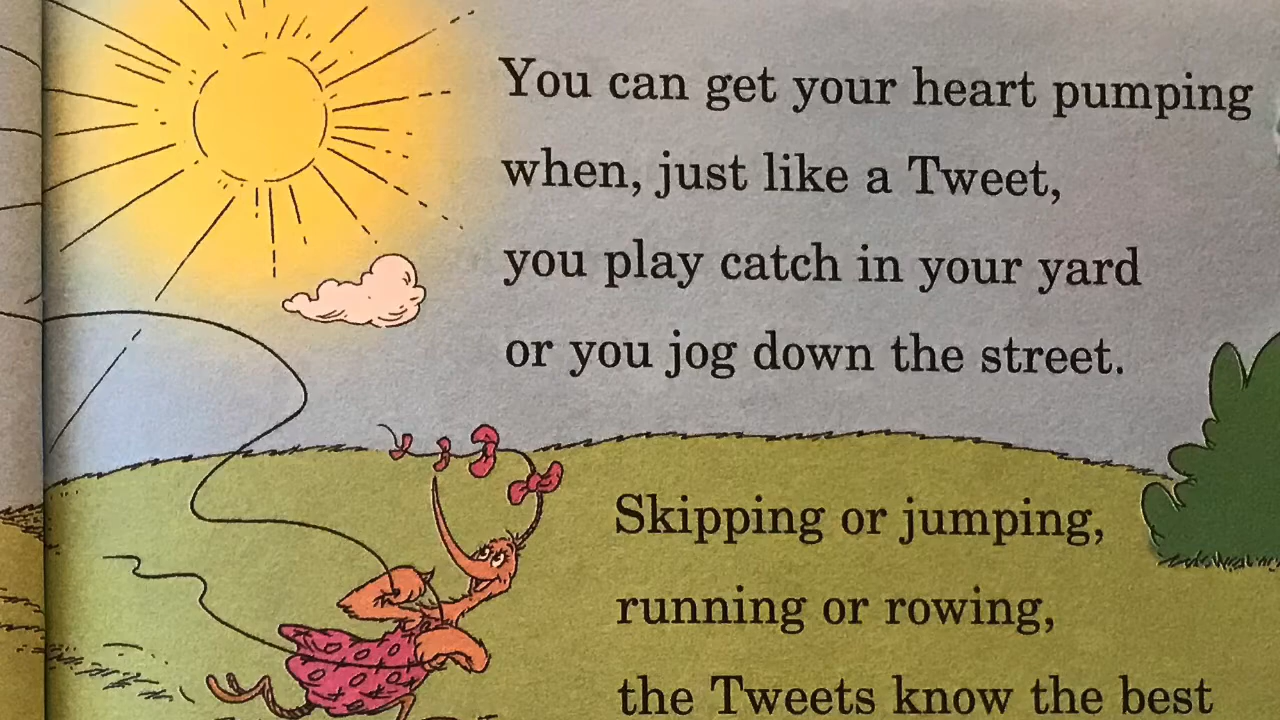 You can get your heart pumping
when, just like a Tweet,
you play catch in your yard
or you jog down the street.
Skipping or jumping,
running or rowing,
the Tweets know the best